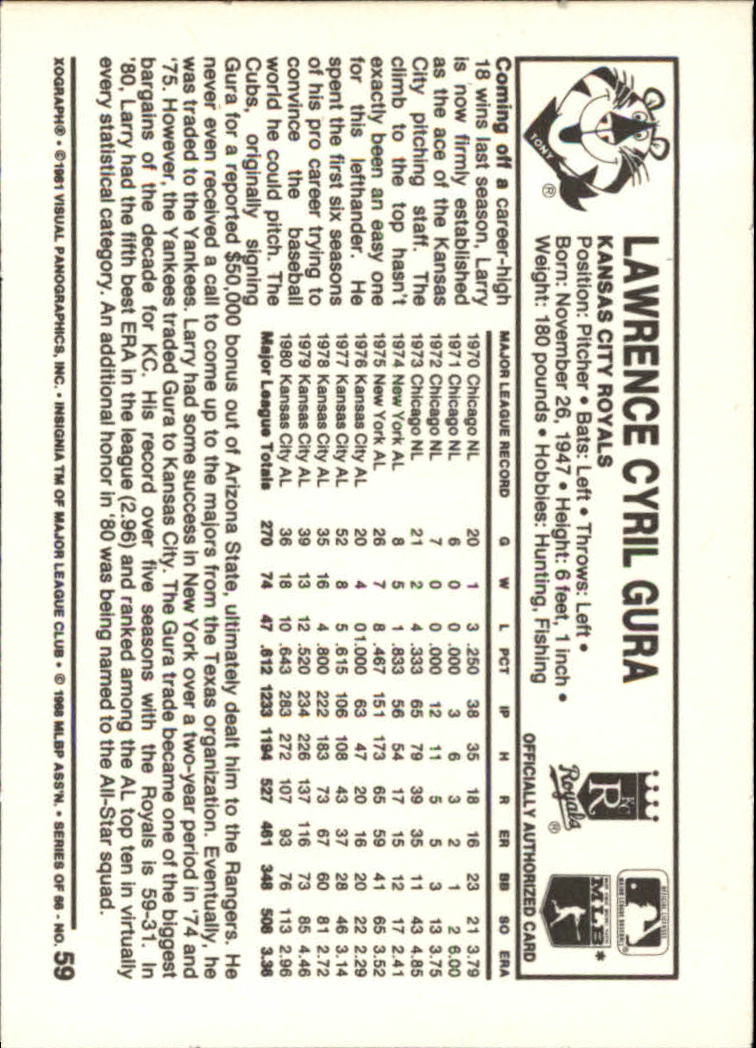 TONY
®
LAWRENCE CYRIL GURA
KANSAS CITY ROYALS
Position: Pitcher • Bats: Left • Throws: Left •
Born: November 26, 1947 • Height: 6 feet, 1 inch •
Weight: 180 pounds • Hobbies: Hunting, Fishing
KC
R
Royals
®
MLB*
OFFICIALLY AUTHORIZED CARD
Coming off a career-high
18 wins last season, Larry
is now firmly established
as the ace of the Kansas
City pitching staff. The
climb to the top hasn't
exactly been an easy one
for this lefthander. He
spent the first six seasons
of his pro career trying to
convince the baseball
world he could pitch. The
Cubs, originally signing
Gura for a reported $50,000 bonus out of Arizona State, ultimately dealt him to the Rangers. He
never even received a call to come up to the majors from the Texas organization. Eventually, he
was traded to the Yankees. Larry had some success in New York over a two-year period in '74 and
'75. However, the Yankees traded Gura to Kansas City. The Gura trade became one of the biggest
bargains of the decade for KC. His record over five seasons with the Royals is 59-31. In
'80, Larry had the fifth best ERA in the league (2.96) and ranked among the AL top ten in virtually
every statistical category. An additional honor in '80 was being named to the All-Star squad.
MAJOR LEAGUE RECORD G W L PCT IP H R ER BB SO ERA
1970 Chicago NL 20 1 3 .250 38 35 18 16 23 21 3.79
1971 Chicago NL 6 0 0 .000 3 6 3 2 1 2 6.00
1972 Chicago NL 7 0 0 .000 12 11 5 5 3 13 3.75
1973 Chicago NL 21 2 4 .333 65 79 39 35 11 43 4.85
1974 New York AL 8 5 1 .833 56 54 17 15 12 17 2.41
1975 New York AL 26 7 8 .467 151 173 65 59 41 65 3.52
1976 Kansas City AL 20 4 0 1.000 63 47 20 16 20 22 2.29
1977 Kansas City AL 52 8 5 .615 106 108 43 37 28 46 3.14
1978 Kansas City AL 35 16 4 .800 222 183 73 67 60 81 2.72
1979 Kansas City AL 39 13 12 .520 234 226 137 116 73 85 4.46
1980 Kansas City AL 36 18 10 .643 283 272 107 93 76 113 2.96
Major League Totals 270 74 47 .612 1233 1194 527 461 348 508 3.36
XOGRAPH® • ©1981 VISUAL PANOGRAPHICS, INC. • INSIGNIA TM OF MAJOR LEAGUE CLUB • © 1968 MLBP ASS'N. • SERIES OF 66 - NO. 59